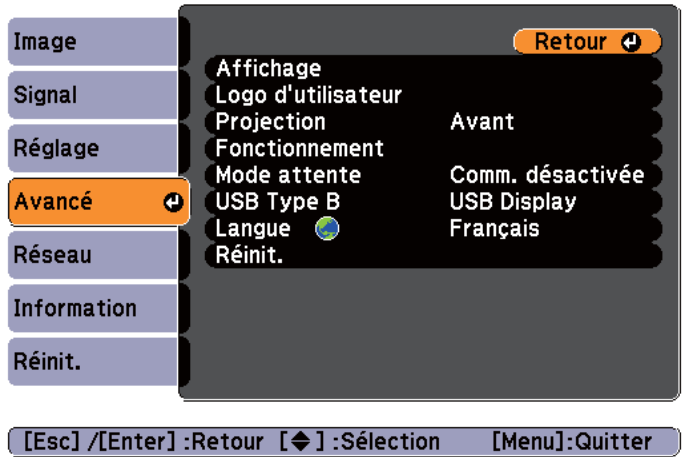 Image
Signal
Réglage
Avancé
Réseau
Information
Réinit.
Retour
Affichage
Logo d'utilisateur
Projection Avant
Fonctionnement
Mode attente Comm. désactivée
USB Type B USB Display
Langue Français
Réinit.
[Esc] /[Enter] :Retour [ ] :Sélection [Menu]:Quitter